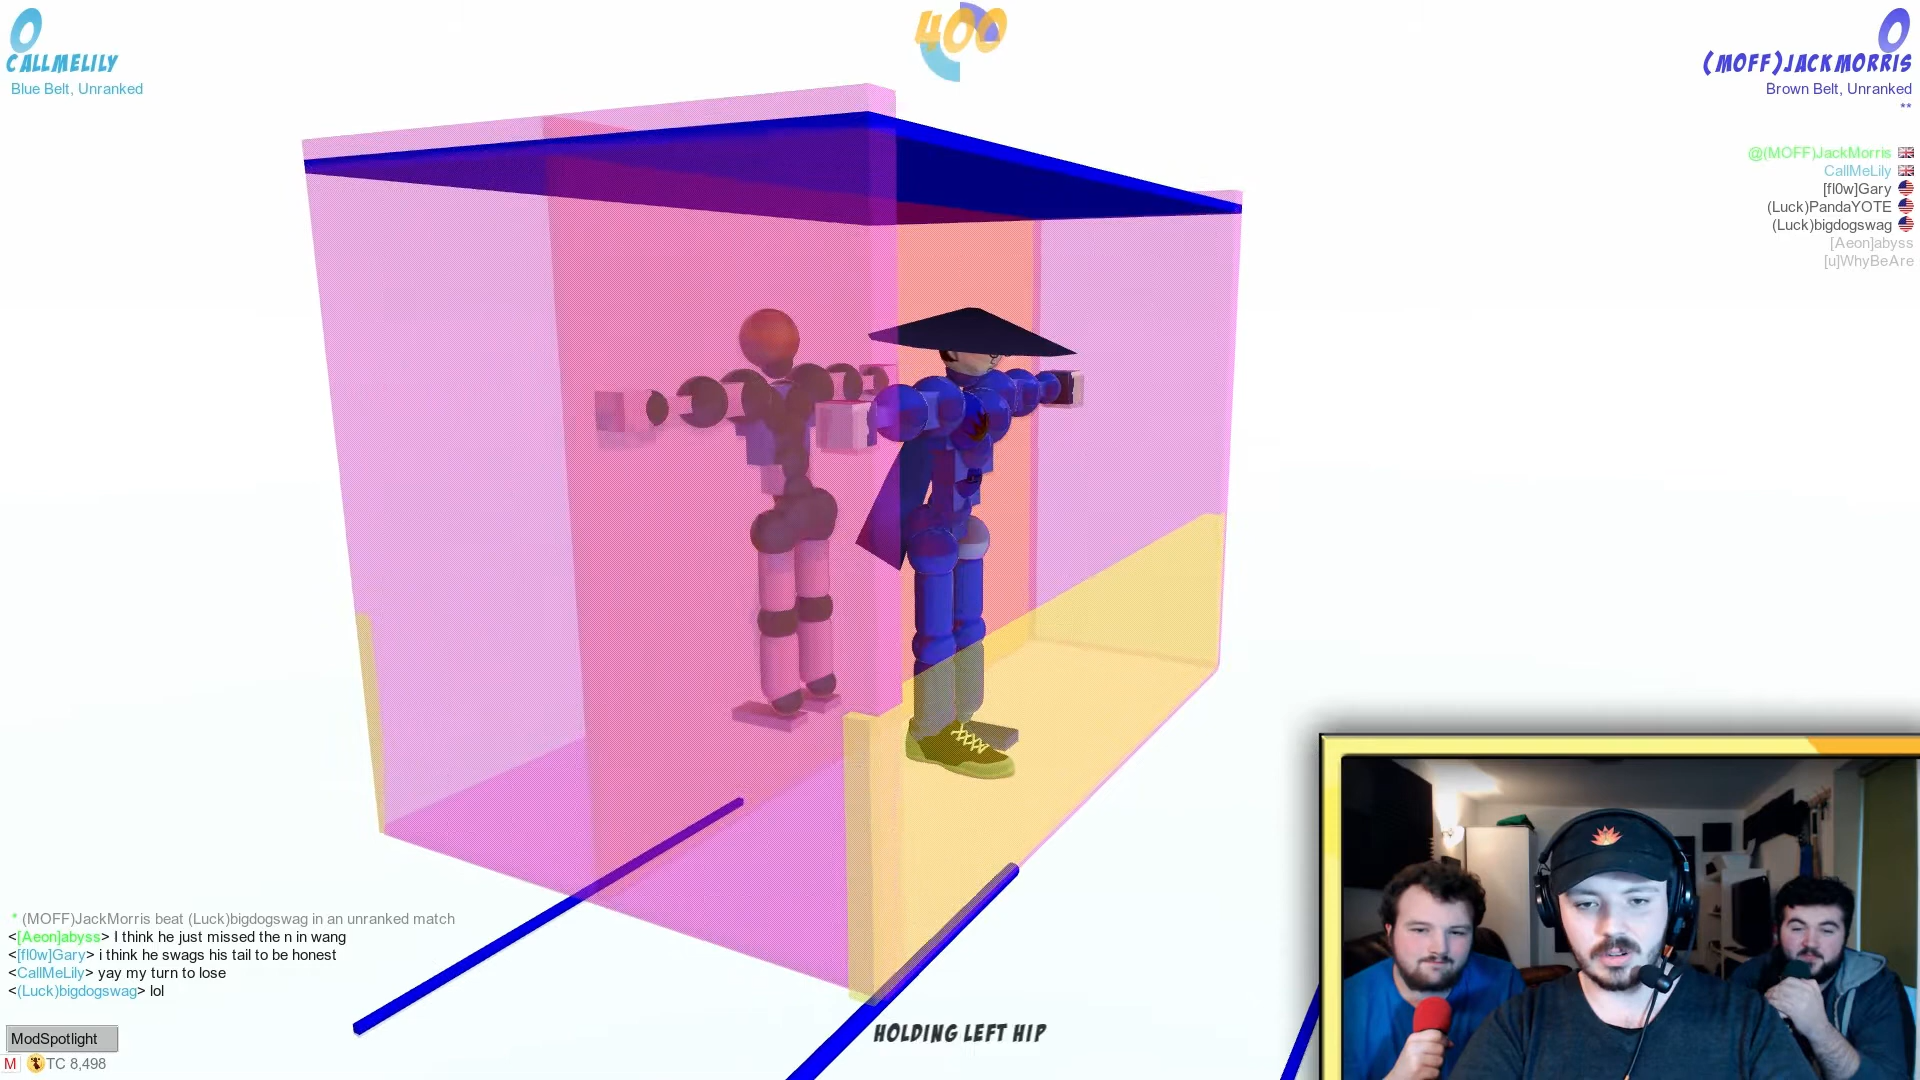 0
CALLMELILY
Blue Belt, Unranked
400
0
(MOFF)JACKMORRIS
Brown Belt, Unranked
**
@(MOFF)JackMorris
CallMeLily
[fl0w]Gary
(Luck)PandaYOTE
(Luck)bigdogswag
[Aeon]abyss
[u]WhyBeAre
* (MOFF)JackMorris beat (Luck)bigdogswag in an unranked match
<[Aeon]abyss> I think he just missed the n in wang
<[fl0w]Gary> i think he swags his tail to be honest
<CallMeLily> yay my turn to lose
<(Luck)bigdogswag> lol
HOLDING LEFT HIP
ModSpotlight
M TC 8,498